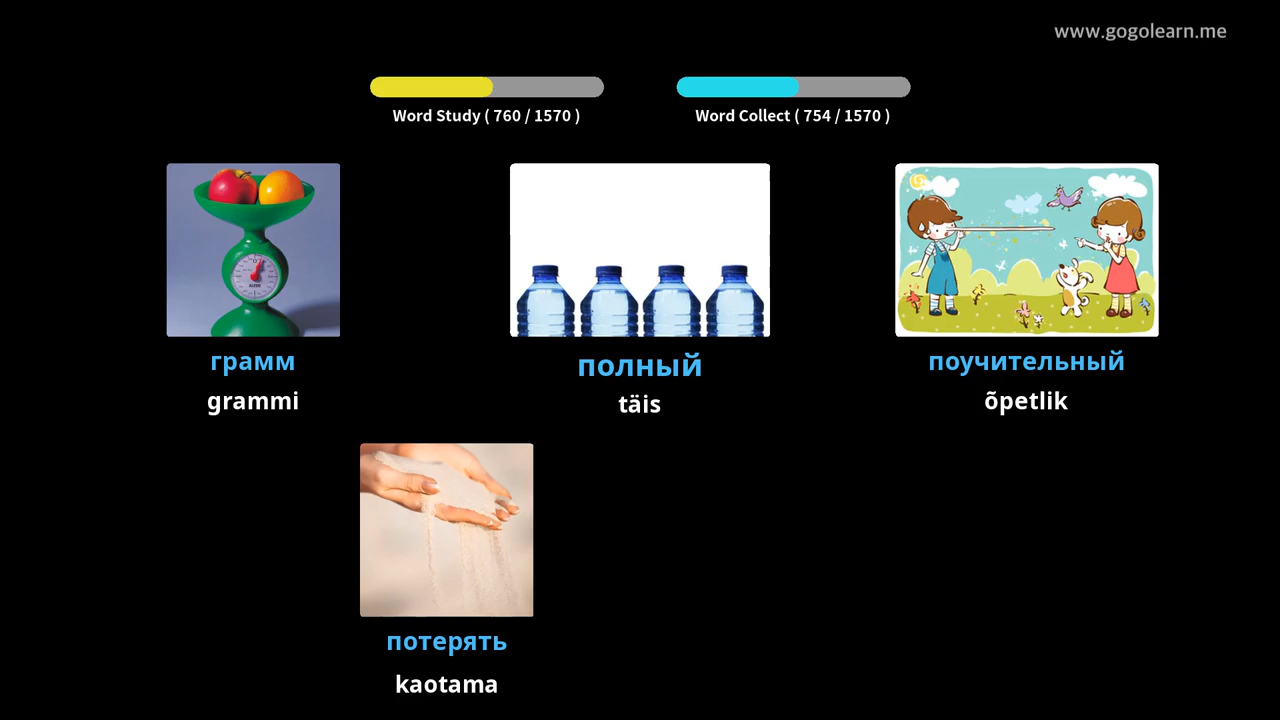 www.gogolearn.me
Word Study ( 760 / 1570 )
Word Collect ( 754 / 1570 )
грамм
grammi
полный
täis
поучительный
õpetlik
потерять
kaotama